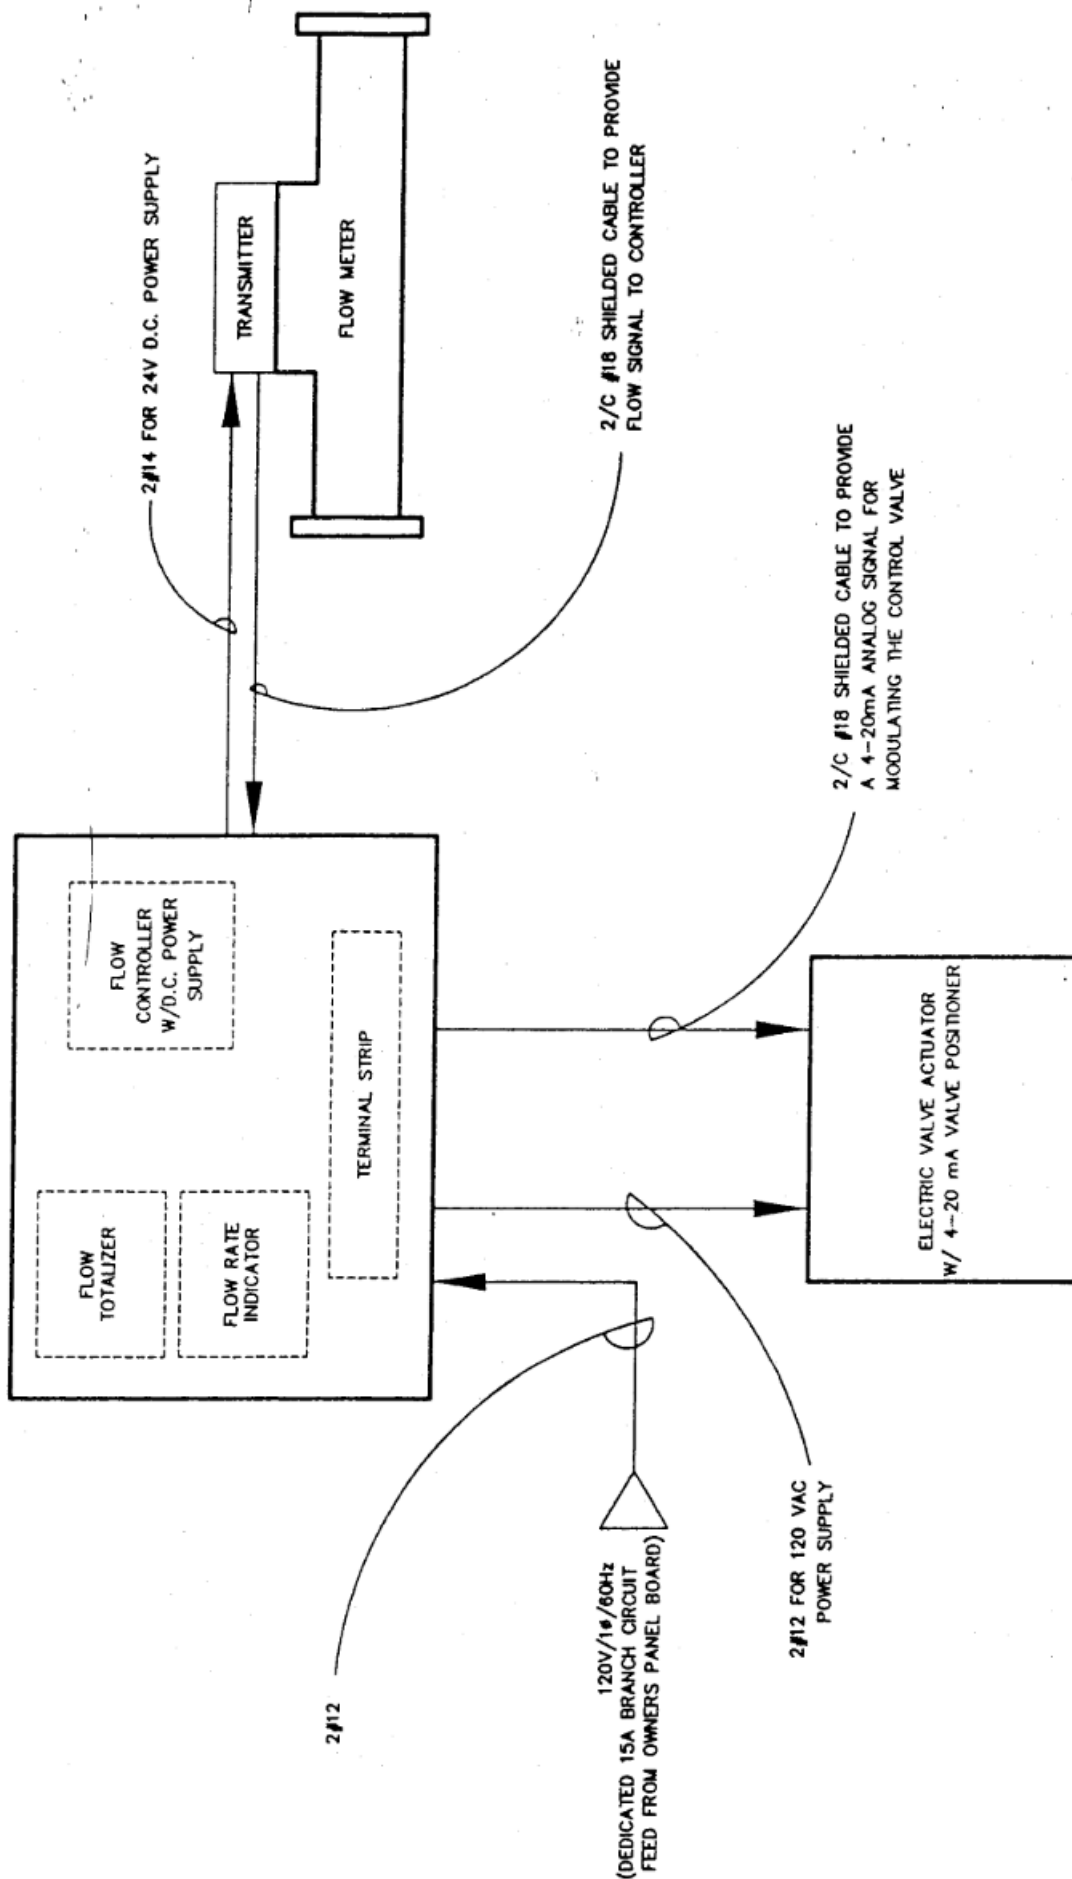 2#14 FOR 24V D.C. POWER SUPPLY
TRANSMITTER
FLOW METER
2/C #18 SHIELDED CABLE TO PROVIDE
FLOW SIGNAL TO CONTROLLER
FLOW
TOTALIZER
FLOW RATE
INDICATOR
FLOW
CONTROLLER
W/D.C. POWER
SUPPLY
TERMINAL STRIP
2/C #18 SHIELDED CABLE TO PROVIDE
A 4-20mA ANALOG SIGNAL FOR
MODULATING THE CONTROL VALVE
2#12
120V/1ø/60Hz
(DEDICATED 15A BRANCH CIRCUIT
FEED FROM OWNERS PANEL BOARD)
2#12 FOR 120 VAC
POWER SUPPLY
ELECTRIC VALVE ACTUATOR
W/ 4-20 mA VALVE POSITIONER